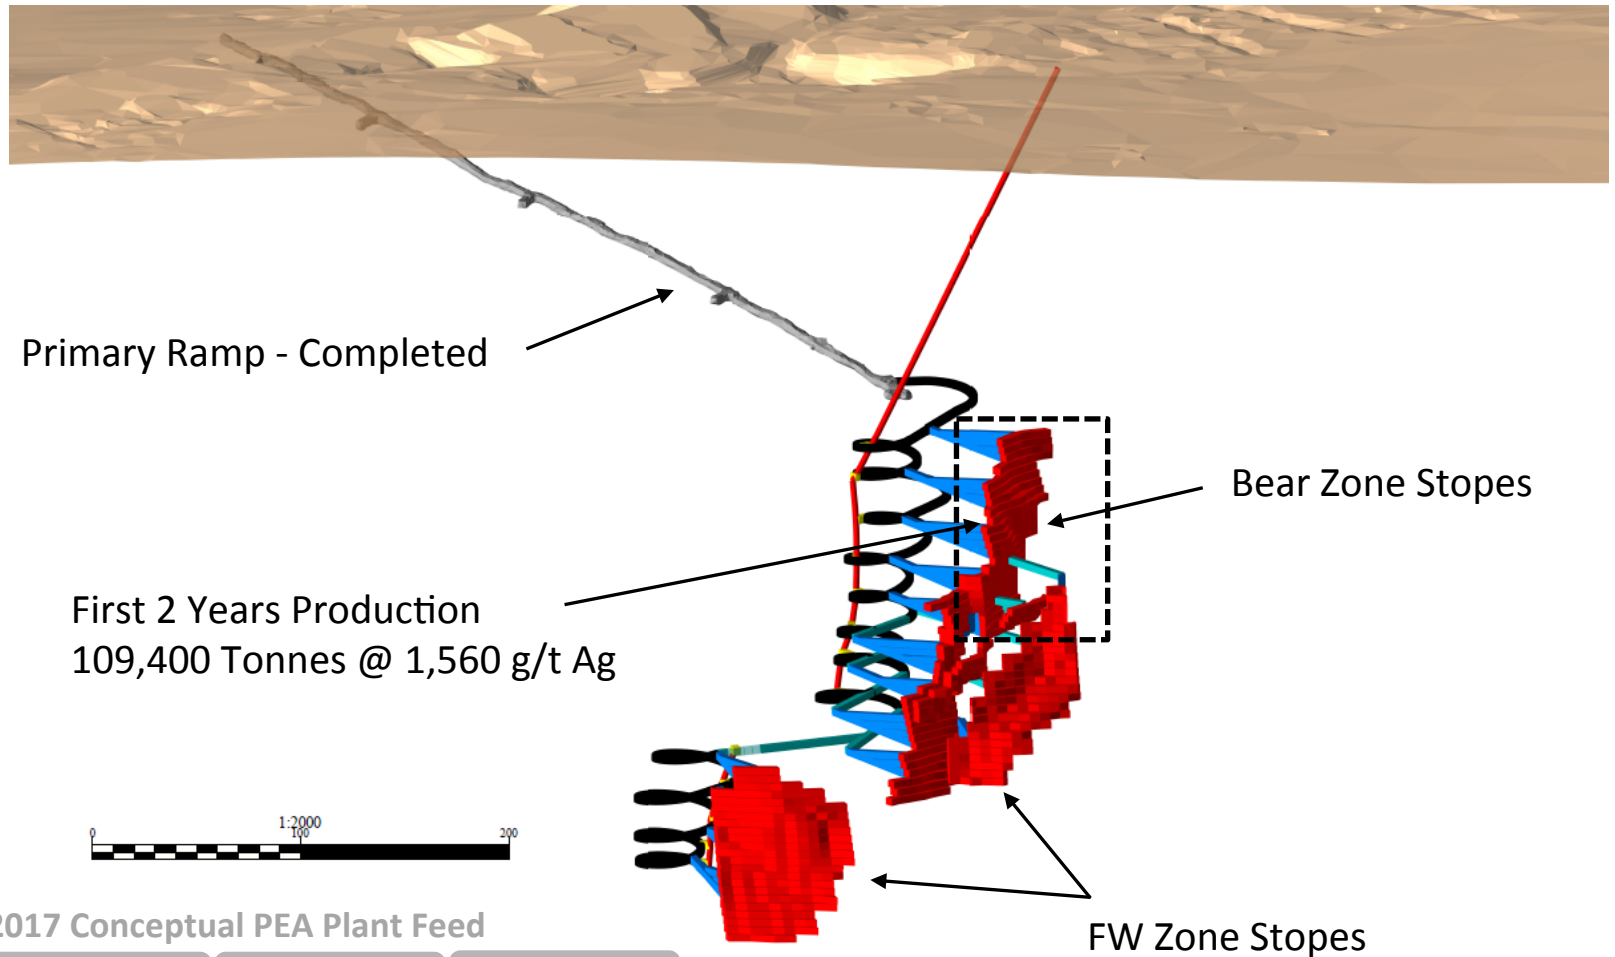 Primary Ramp - Completed
Bear Zone Stopes
First 2 Years Production
109,400 Tonnes @ 1,560 g/t Ag
1:2000
0 100 200
2017 Conceptual PEA Plant Feed
FW Zone Stopes